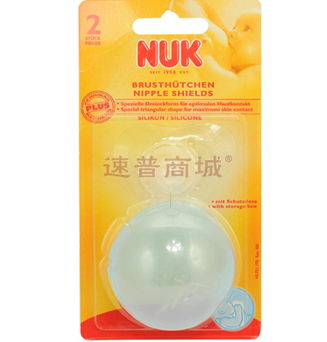 2
STÜCK
PIECES
NUK
SEIT 1956 EST.
BRUSTHÜTCHEN
NIPPLE SHIELDS
PLUS
• Spezielle Dreiecksform für optimalen Hautkontakt
• Special triangular shape for maximum skin contact
SILIKON / SILICONE
速普商城®
• mit Schutzbox
• with storage box